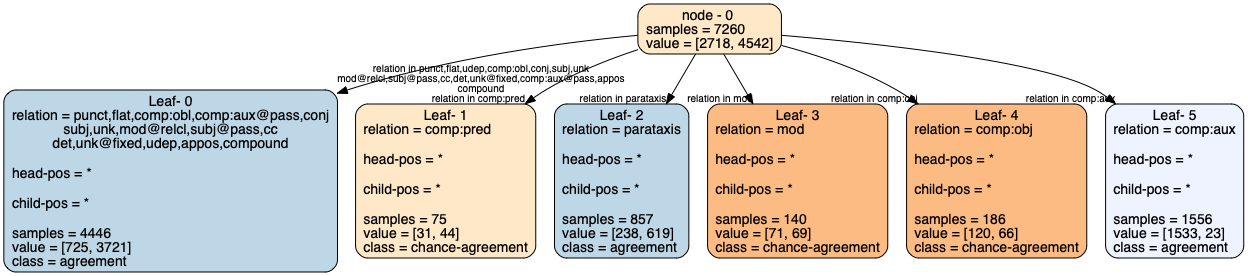 node - 0
samples = 7260
value = [2718, 4542]
relation in punct,flat,udep,comp:obl,conj,subj,unk
mod@relcl,subj@pass,cc,det,unk@fixed,comp:aux@pass,appos
compound
relation in comp:pred
relation in parataxis
relation in mod
relation in comp:obj
relation in comp:aux
Leaf- 0
relation = punct,flat,comp:obl,comp:aux@pass,conj
subj,unk,mod@relcl,subj@pass,cc
det,unk@fixed,udep,appos,compound
head-pos = *
child-pos = *
samples = 4446
value = [725, 3721]
class = agreement
Leaf- 1
relation = comp:pred
head-pos = *
child-pos = *
samples = 75
value = [31, 44]
class = chance-agreement
Leaf- 2
relation = parataxis
head-pos = *
child-pos = *
samples = 857
value = [238, 619]
class = agreement
Leaf- 3
relation = mod
head-pos = *
child-pos = *
samples = 140
value = [71, 69]
class = chance-agreement
Leaf- 4
relation = comp:obj
head-pos = *
child-pos = *
samples = 186
value = [120, 66]
class = chance-agreement
Leaf- 5
relation = comp:aux
head-pos = *
child-pos = *
samples = 1556
value = [1533, 23]
class = agreement